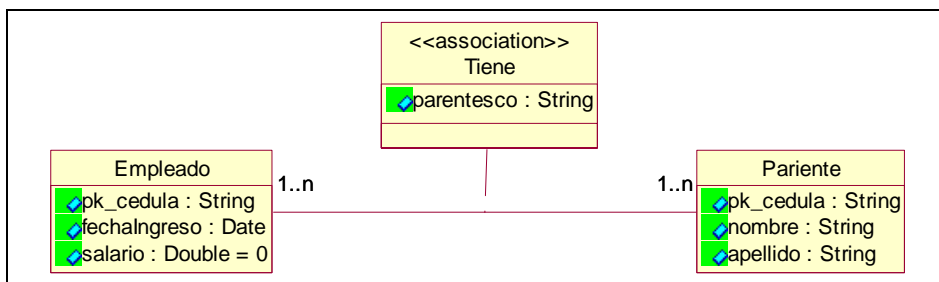 <<association>>
Tiene
parentesco : String
Empleado
pk_cedula : String
fechaIngreso : Date
salario : Double = 0
1..n
1..n
Pariente
pk_cedula : String
nombre : String
apellido : String